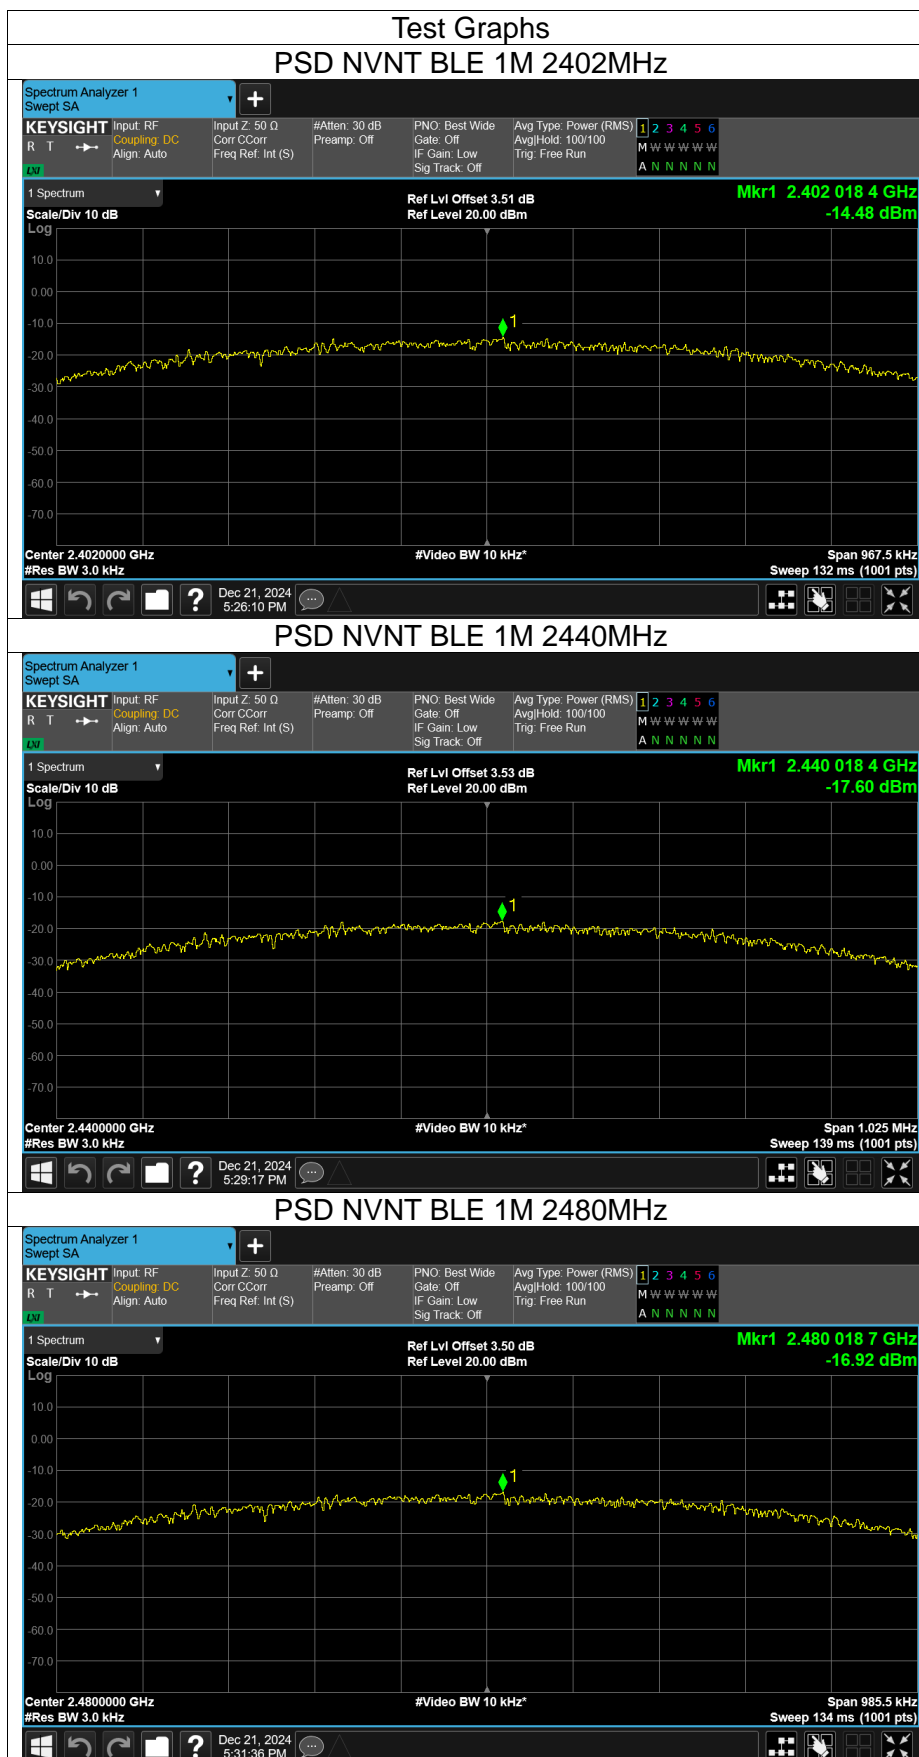 Test Graphs
PSD NVNT BLE 1M 2402MHz
Spectrum Analyzer 1
Swept SA
KEYSIGHT Input: RF Input Z: 50 Ω #Atten: 30 dB PNO: Best Wide Avg Type: Power (RMS) 1 2 3 4 5 6
R T Coupling: DC Corr CCorr Preamp: Off Gate: Off Avg|Hold: 100/100 M W W W W W
Align: Auto Freq Ref: Int (S) IF Gain: Low Trig: Free Run
LXI Sig Track: Off A N N N N N
1 Spectrum Ref Lvl Offset 3.51 dB Mkr1 2.402 018 4 GHz
Scale/Div 10 dB Ref Level 20.00 dBm -14.48 dBm
Log
10.0
0.00
-10.0
1
-20.0
-30.0
-40.0
-50.0
-60.0
-70.0
Center 2.4020000 GHz #Video BW 10 kHz* Span 967.5 kHz
#Res BW 3.0 kHz Sweep 132 ms (1001 pts)
? Dec 21, 2024
5:26:10 PM
PSD NVNT BLE 1M 2440MHz
Spectrum Analyzer 1
Swept SA
KEYSIGHT Input: RF Input Z: 50 Ω #Atten: 30 dB PNO: Best Wide Avg Type: Power (RMS) 1 2 3 4 5 6
R T Coupling: DC Corr CCorr Preamp: Off Gate: Off Avg|Hold: 100/100 M W W W W W
Align: Auto Freq Ref: Int (S) IF Gain: Low Trig: Free Run
LXI Sig Track: Off A N N N N N
1 Spectrum Ref Lvl Offset 3.53 dB Mkr1 2.440 018 4 GHz
Scale/Div 10 dB Ref Level 20.00 dBm -17.60 dBm
Log
10.0
0.00
-10.0
1
-20.0
-30.0
-40.0
-50.0
-60.0
-70.0
Center 2.4400000 GHz #Video BW 10 kHz* Span 1.025 MHz
#Res BW 3.0 kHz Sweep 139 ms (1001 pts)
? Dec 21, 2024
5:29:17 PM
PSD NVNT BLE 1M 2480MHz
Spectrum Analyzer 1
Swept SA
KEYSIGHT Input: RF Input Z: 50 Ω #Atten: 30 dB PNO: Best Wide Avg Type: Power (RMS) 1 2 3 4 5 6
R T Coupling: DC Corr CCorr Preamp: Off Gate: Off Avg|Hold: 100/100 M W W W W W
Align: Auto Freq Ref: Int (S) IF Gain: Low Trig: Free Run
LXI Sig Track: Off A N N N N N
1 Spectrum Ref Lvl Offset 3.50 dB Mkr1 2.480 018 7 GHz
Scale/Div 10 dB Ref Level 20.00 dBm -16.92 dBm
Log
10.0
0.00
-10.0
1
-20.0
-30.0
-40.0
-50.0
-60.0
-70.0
Center 2.4800000 GHz #Video BW 10 kHz* Span 985.5 kHz
#Res BW 3.0 kHz Sweep 134 ms (1001 pts)
? Dec 21, 2024
5:31:36 PM